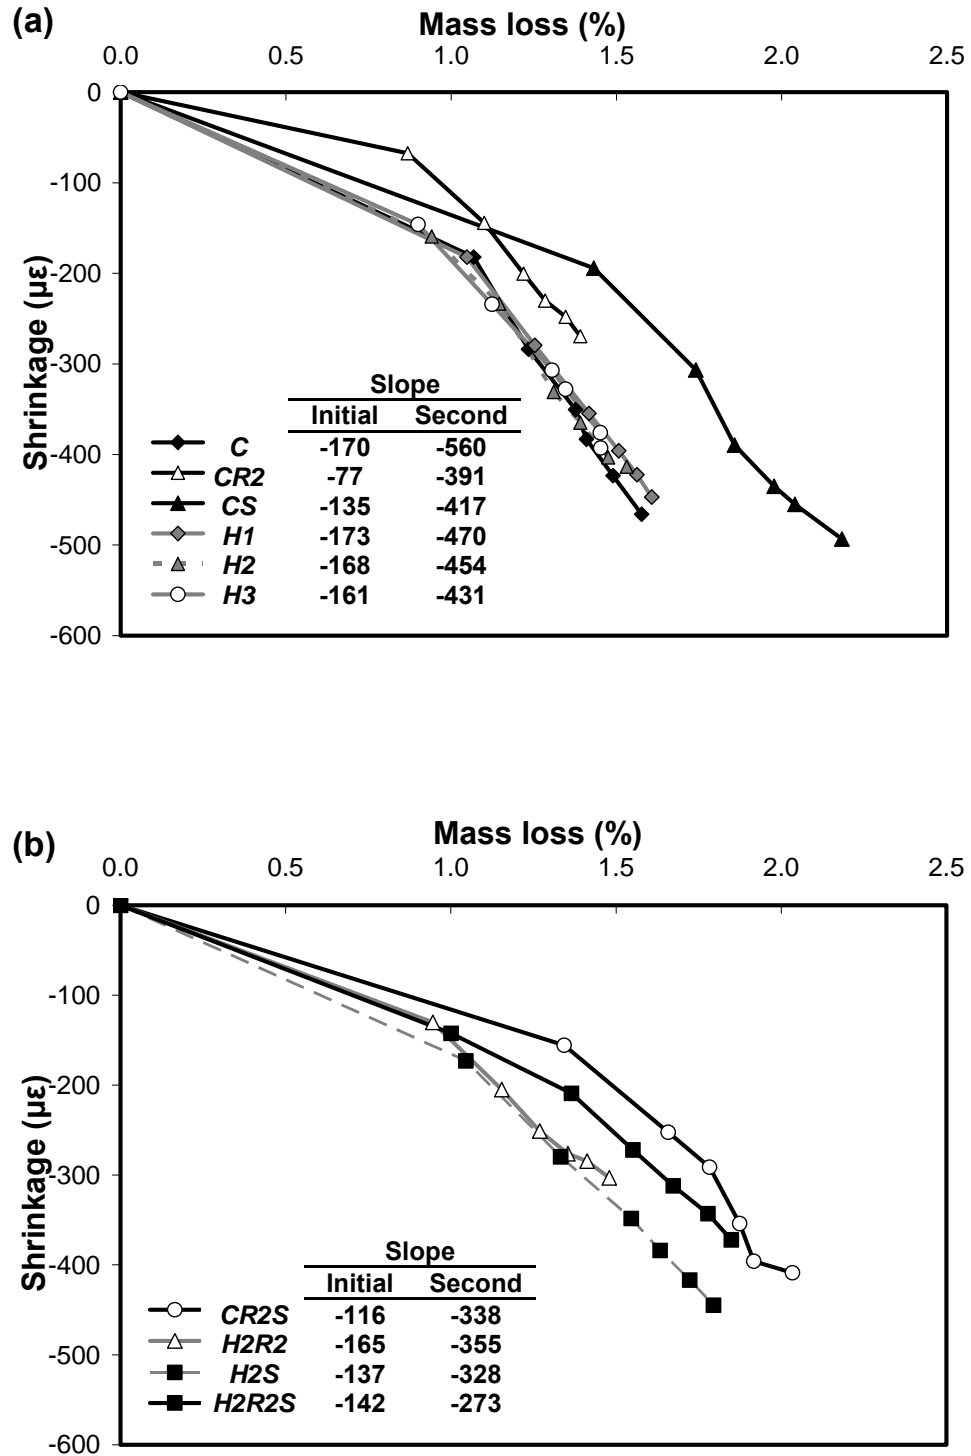 (a)
Mass loss (%)
0.0 0.5 1.0 1.5 2.0 2.5
0
-100
-200
-300
-400
-500
-600
Shrinkage (µε)
Slope
Initial Second
C -170 -560
CR2 -77 -391
CS -135 -417
H1 -173 -470
H2 -168 -454
H3 -161 -431
(b)
Mass loss (%)
0.0 0.5 1.0 1.5 2.0 2.5
0
-100
-200
-300
-400
-500
-600
Shrinkage (µε)
Slope
Initial Second
CR2S -116 -338
H2R2 -165 -355
H2S -137 -328
H2R2S -142 -273